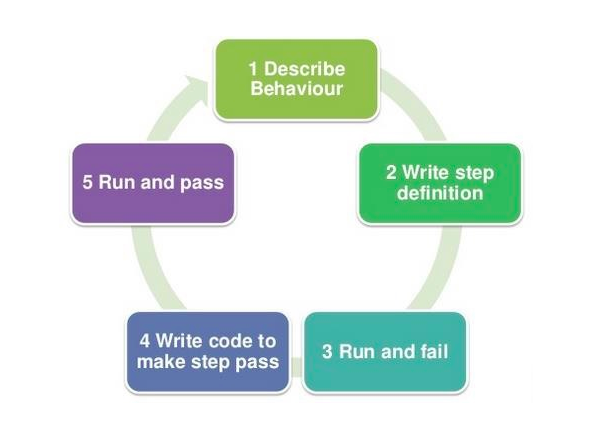 1 Describe
Behaviour
2 Write step
definition
3 Run and fail
4 Write code to
make step pass
5 Run and pass